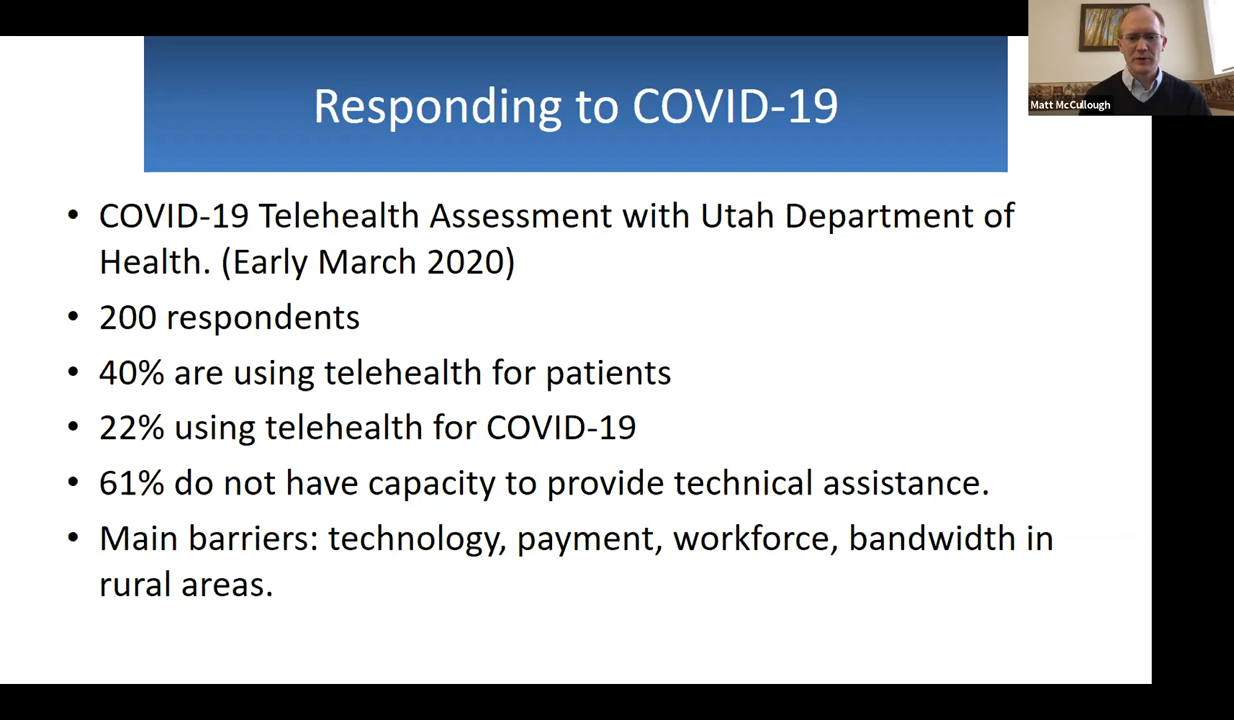 Responding to COVID-19
Matt McCullough
• COVID-19 Telehealth Assessment with Utah Department of
Health. (Early March 2020)
• 200 respondents
• 40% are using telehealth for patients
• 22% using telehealth for COVID-19
• 61% do not have capacity to provide technical assistance.
• Main barriers: technology, payment, workforce, bandwidth in
rural areas.